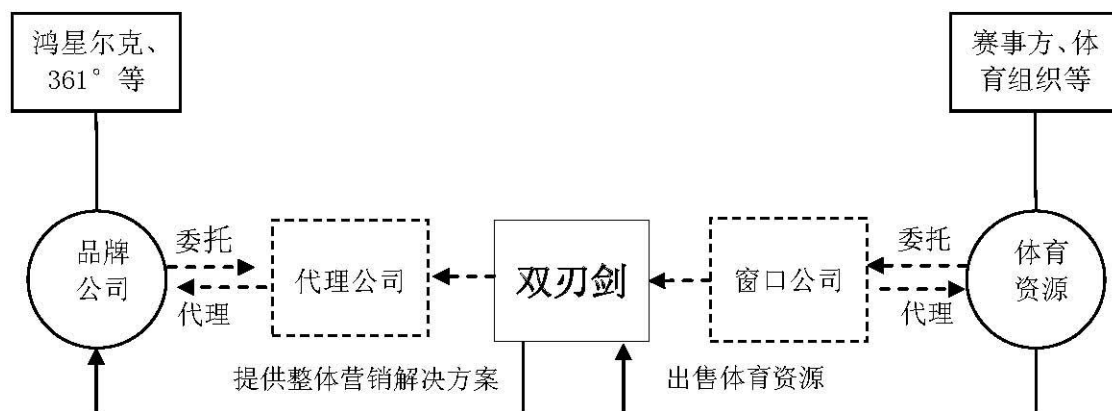 鸿星尔克、
361°等
赛事方、体
育组织等
品牌
公司
委托
代理
代理公司
双刃剑
窗口公司
委托
代理
体育
资源
提供整体营销解决方案
出售体育资源